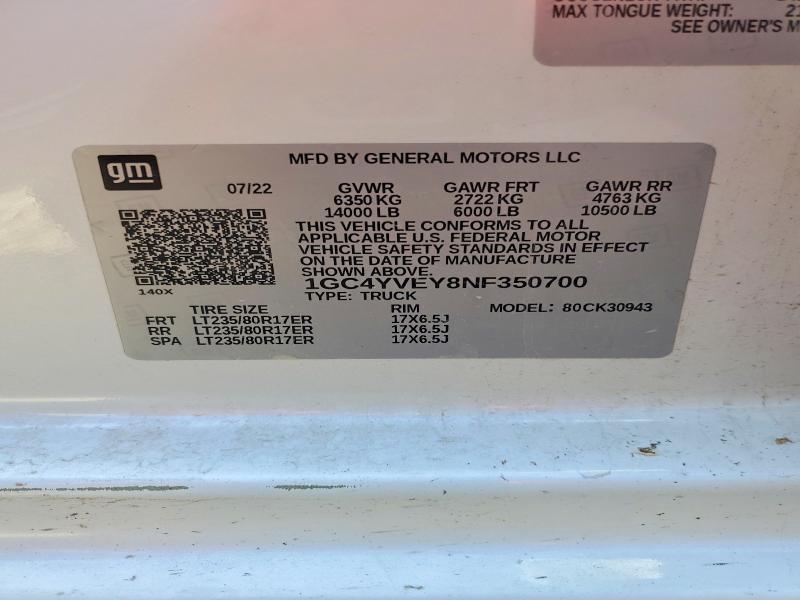 MAX TONGUE WEIGHT: 21
SEE OWNER'S M
gm
MFD BY GENERAL MOTORS LLC
07/22 GVWR GAWR FRT GAWR RR
6350 KG 2722 KG 4763 KG
14000 LB 6000 LB 10500 LB
THIS VEHICLE CONFORMS TO ALL
APPLICABLE U.S. FEDERAL MOTOR
VEHICLE SAFETY STANDARDS IN EFFECT
ON THE DATE OF MANUFACTURE
SHOWN ABOVE.
1GC4YVEY8NF350700
140X
TYPE: TRUCK MODEL: 80CK30943
TIRE SIZE RIM
FRT LT235/80R17ER 17X6.5J
RR LT235/80R17ER 17X6.5J
SPA LT235/80R17ER 17X6.5J